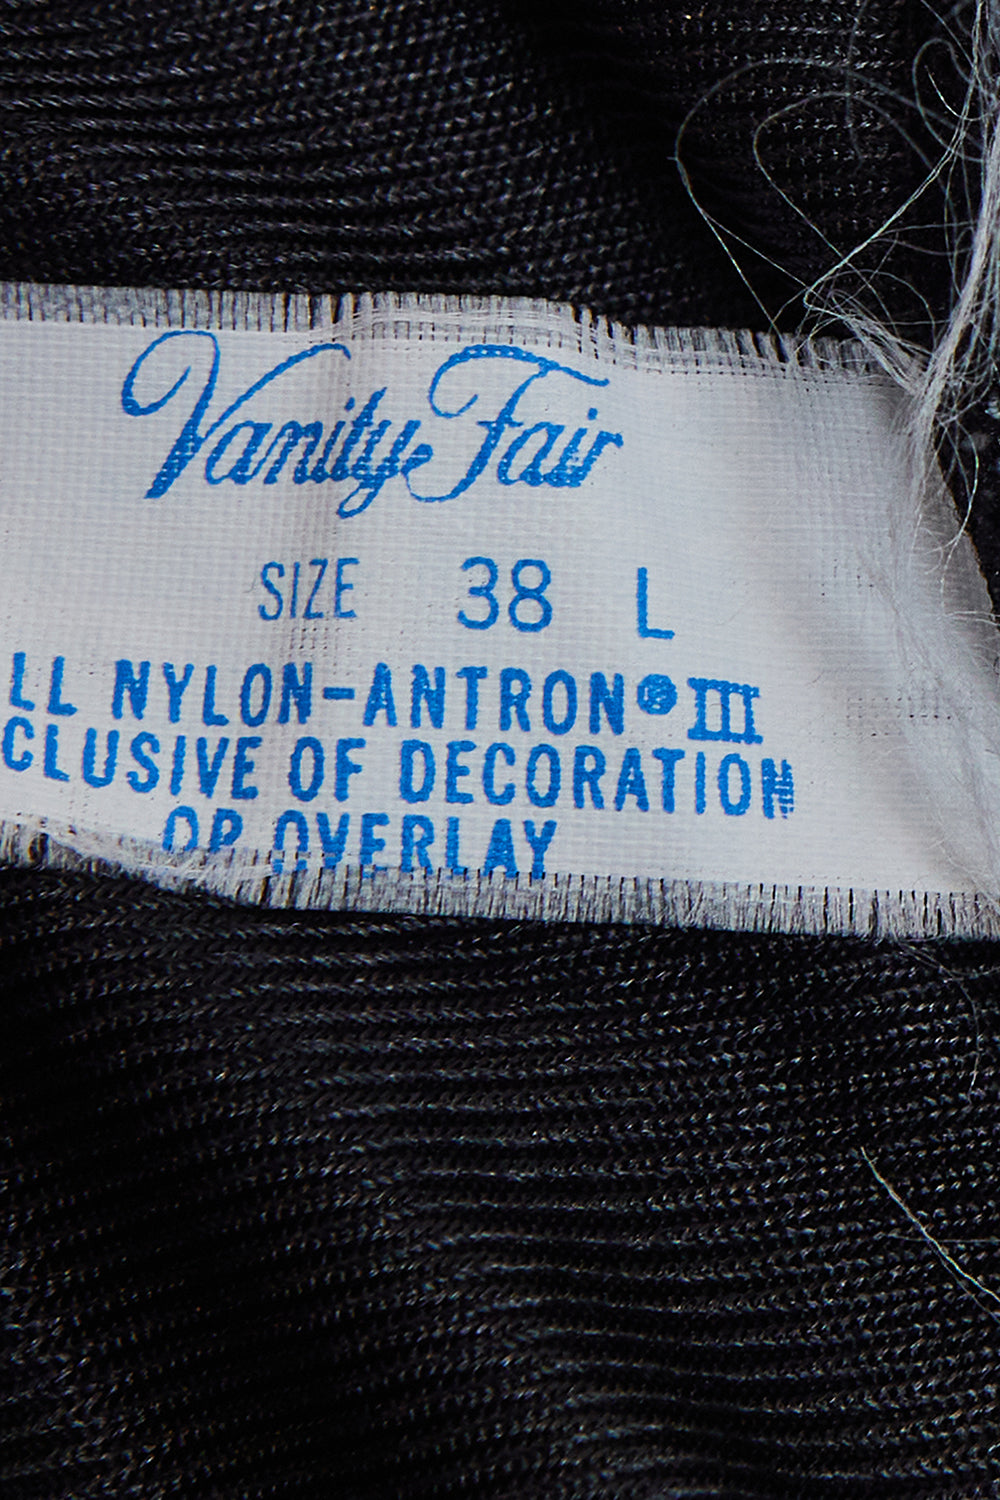 Vanity Fair
SIZE 38 L
LL NYLON-ANTRON® III
CLUSIVE OF DECORATION
OR OVERLAY